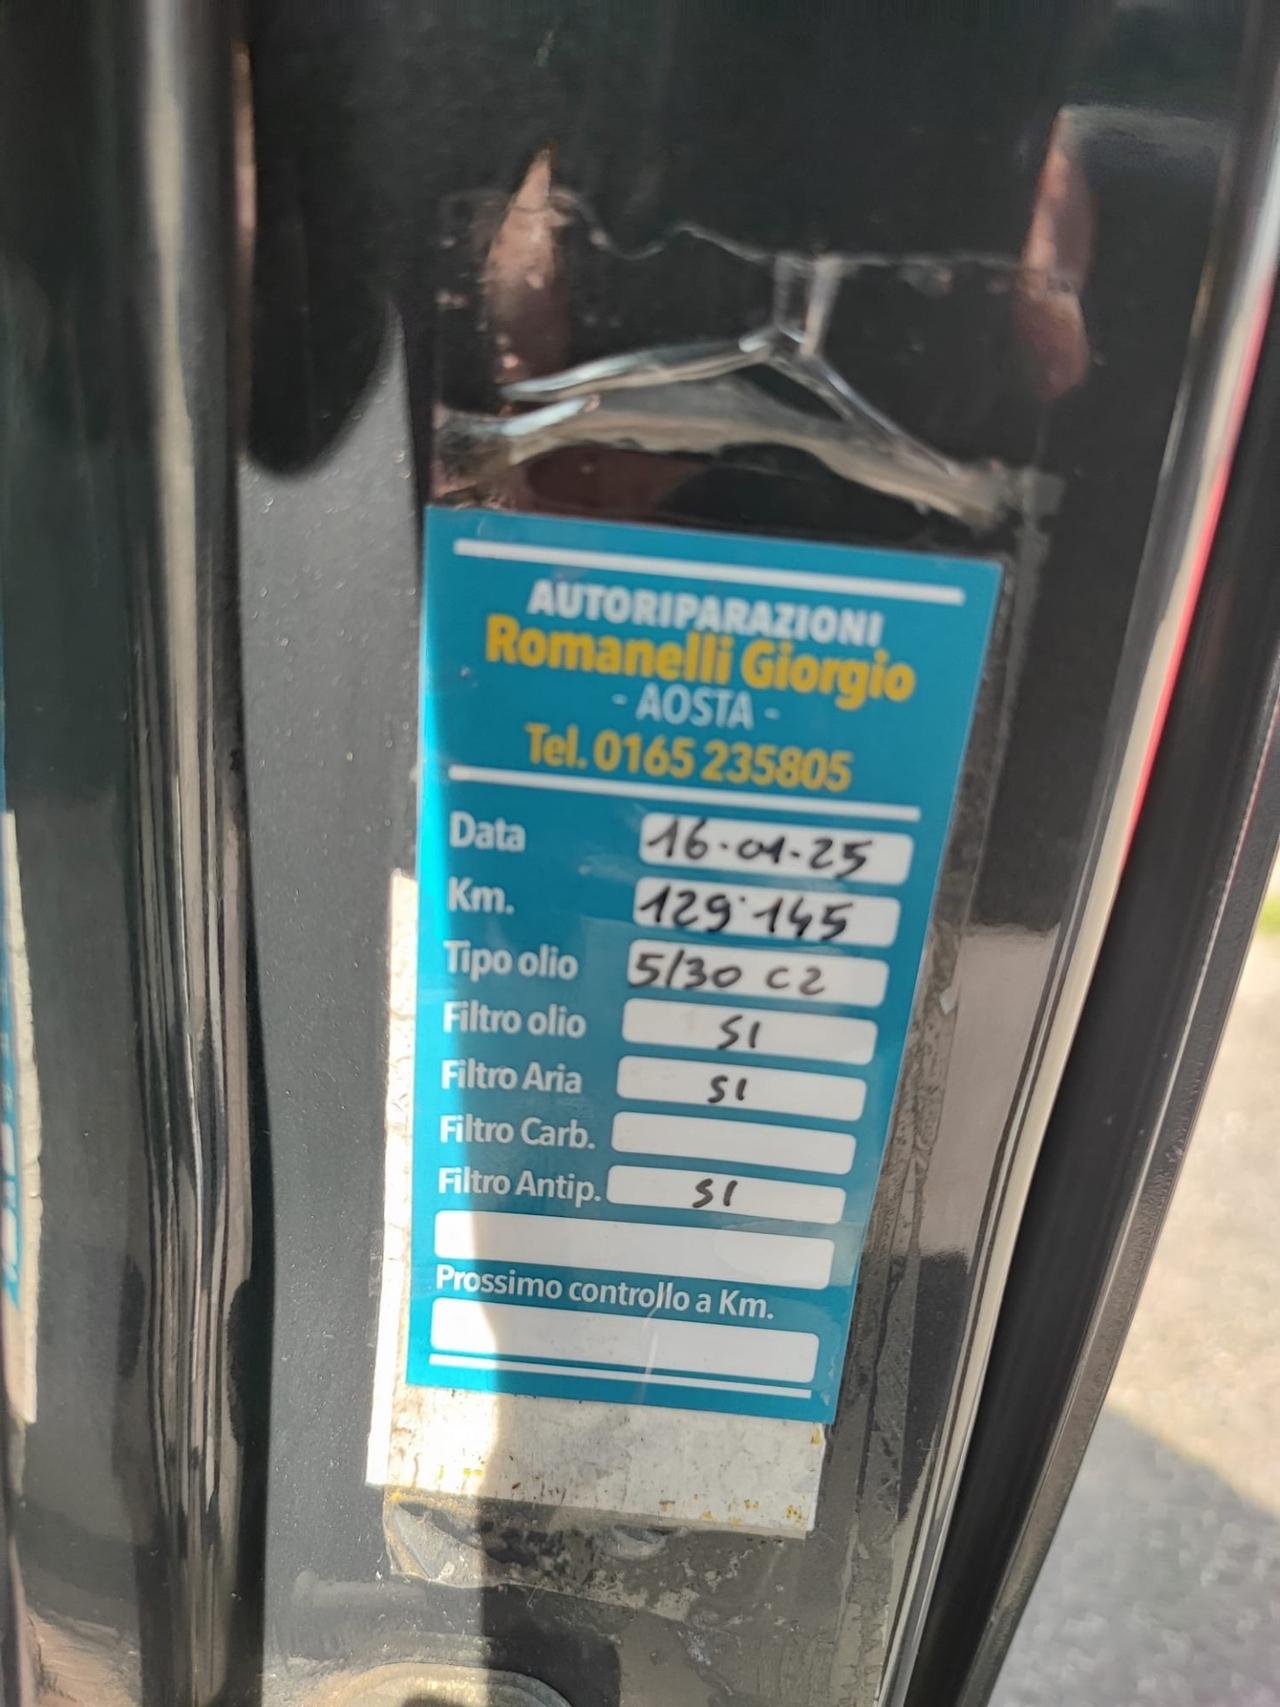 AUTORIPARAZIONI
Romanelli Giorgio
- AOSTA -
Tel. 0165 235805
Data 16-01-25
Km. 129'145
Tipo olio 5/30 C2
Filtro olio SI
Filtro Aria SI
Filtro Carb.
Filtro Antip. SI
Prossimo controllo a Km.